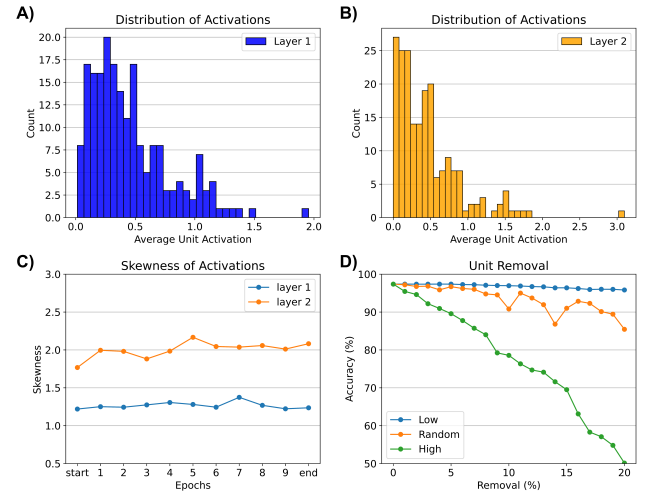 A)
Distribution of Activations
Layer 1
Count
20.0
17.5
15.0
12.5
10.0
7.5
5.0
2.5
0.0
0.0 0.5 1.0 1.5 2.0
Average Unit Activation
B)
Distribution of Activations
Layer 2
Count
25
20
15
10
5
0
0.0 0.5 1.0 1.5 2.0 2.5 3.0
Average Unit Activation
C)
Skewness of Activations
layer 1
layer 2
Skewness
3.0
2.5
2.0
1.5
1.0
0.5
start 1 2 3 4 5 6 7 8 9 end
Epochs
D)
Unit Removal
Accuracy (%)
100
90
80
70
60
50
Low
Random
High
0 5 10 15 20
Removal (%)